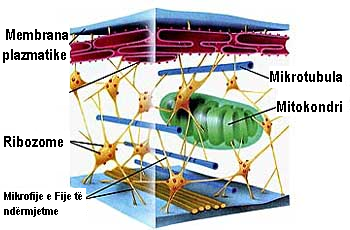 Membrana
plazmatike
Mikrotubula
Mitokondri
Ribozome
Mikrofije e Fije të
ndërmjetme